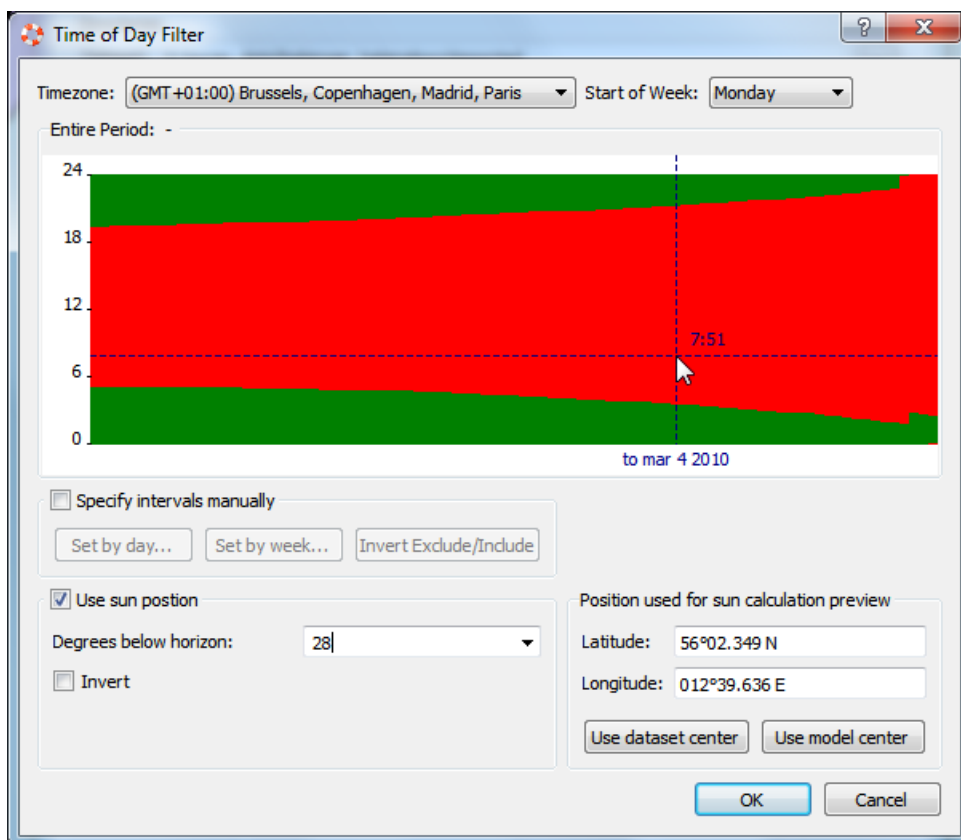 Time of Day Filter
Timezone: (GMT+01:00) Brussels, Copenhagen, Madrid, Paris Start of Week: Monday
Entire Period: -
24
18
12
7:51
6
0
to mar 4 2010
Specify intervals manually
Set by day... Set by week... Invert Exclude/Include
Use sun postion Position used for sun calculation preview
Degrees below horizon: 28 Latitude: 56°02.349 N
Invert Longitude: 012°39.636 E
Use dataset center Use model center
OK Cancel